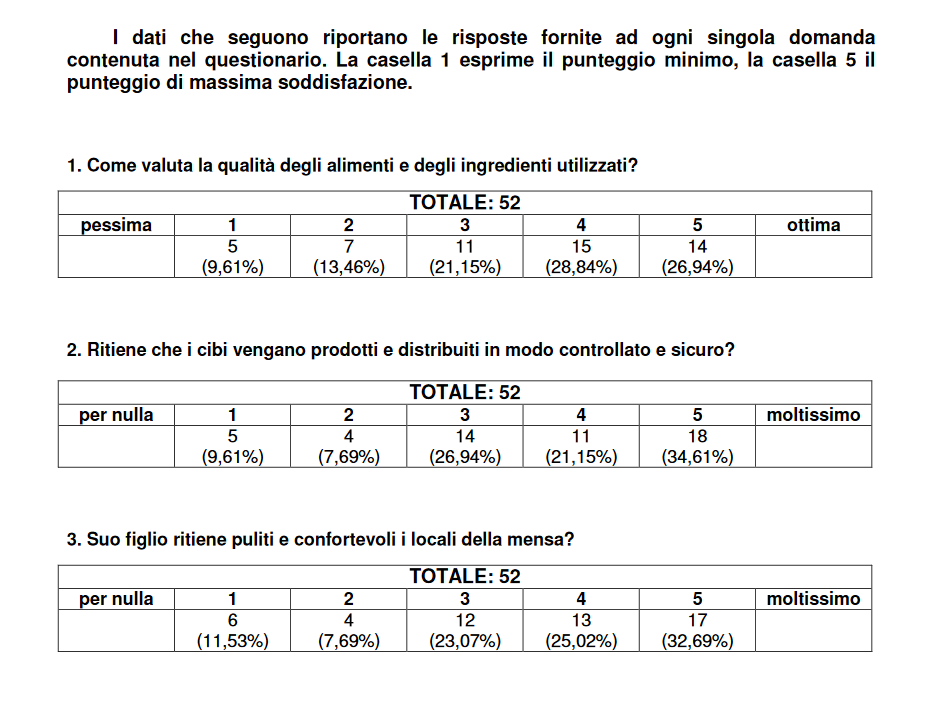 I dati che seguono riportano le risposte fornite ad ogni singola domanda
contenuta nel questionario. La casella 1 esprime il punteggio minimo, la casella 5 il
punteggio di massima soddisfazione.
1. Come valuta la qualità degli alimenti e degli ingredienti utilizzati?
TOTALE: 52
pessima 1 2 3 4 5 ottima
5 7 11 15 14
(9,61%) (13,46%) (21,15%) (28,84%) (26,94%)
2. Ritiene che i cibi vengano prodotti e distribuiti in modo controllato e sicuro?
TOTALE: 52
per nulla 1 2 3 4 5 moltissimo
5 4 14 11 18
(9,61%) (7,69%) (26,94%) (21,15%) (34,61%)
3. Suo figlio ritiene puliti e confortevoli i locali della mensa?
TOTALE: 52
per nulla 1 2 3 4 5 moltissimo
6 4 12 13 17
(11,53%) (7,69%) (23,07%) (25,02%) (32,69%)